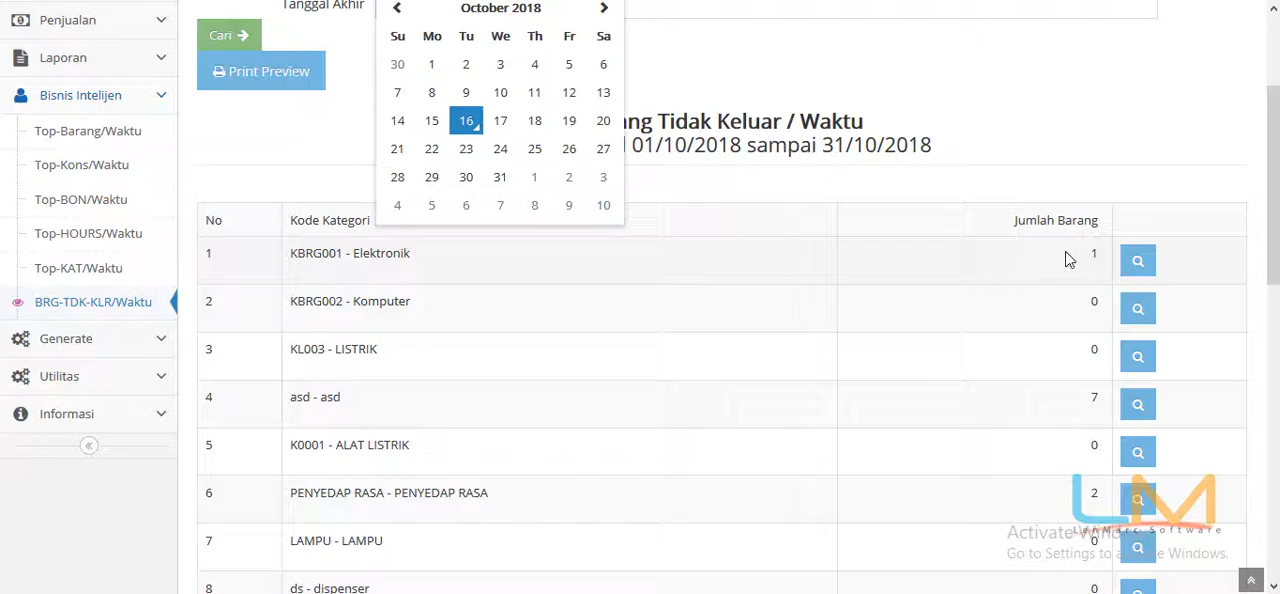 Penjualan
Laporan
Bisnis Intelijen
Top-Barang/Waktu
Top-Kons/Waktu
Top-BON/Waktu
Top-HOURS/Waktu
Top-KAT/Waktu
BRG-TDK-KLR/Waktu
Generate
Utilitas
Informasi
Tanggal Akhir
Cari
Print Preview
October 2018
Su Mo Tu We Th Fr Sa
30 1 2 3 4 5 6
7 8 9 10 11 12 13
14 15 16 17 18 19 20
21 22 23 24 25 26 27
28 29 30 31 1 2 3
4 5 6 7 8 9 10
Tidak Keluar / Waktu
01/10/2018 sampai 31/10/2018
No Kode Kategori Jumlah Barang
1 KBRG001 - Elektronik 1
2 KBRG002 - Komputer 0
3 KL003 - LISTRIK 0
4 asd - asd 7
5 K0001 - ALAT LISTRIK 0
6 PENYEDAP RASA - PENYEDAP RASA 2
7 LAMPU - LAMPU 0
8 ds - dispenser 0
LM
LenMarc Software
Activate
Go to Settings to activate Windows.